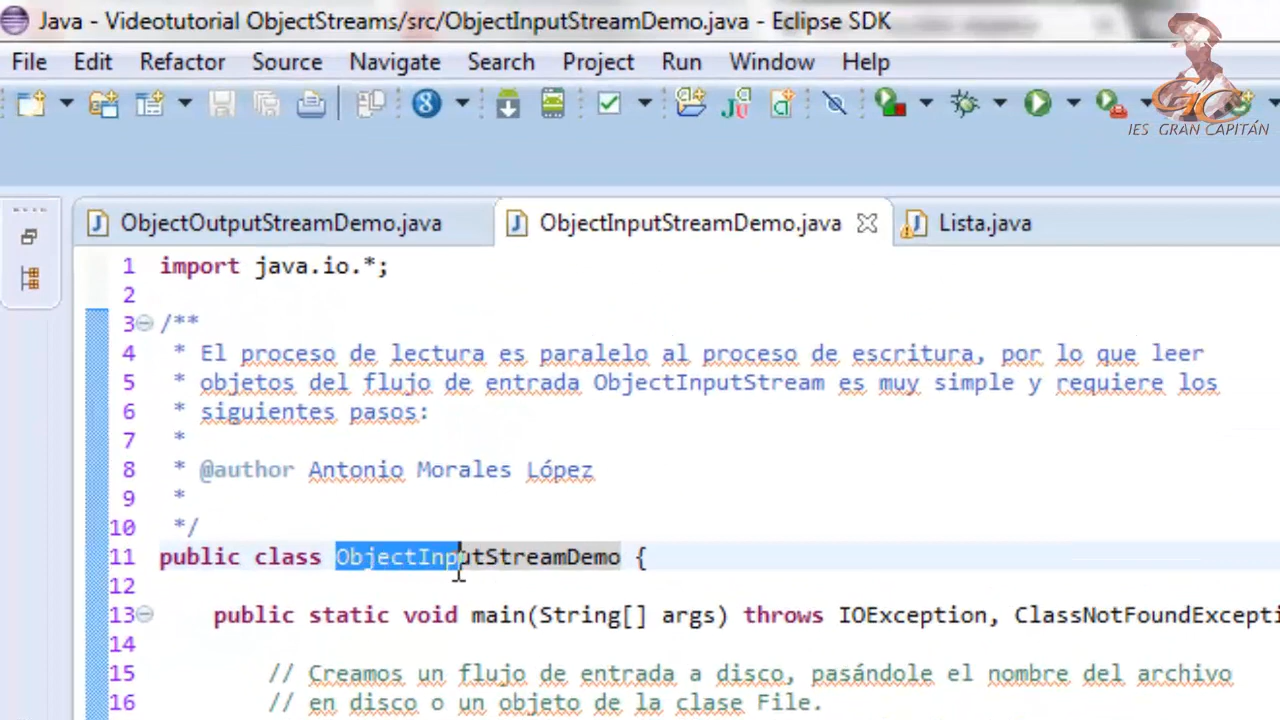 Java - Videotutorial ObjectStreams/src/ObjectInputStreamDemo.java - Eclipse SDK
File Edit Refactor Source Navigate Search Project Run Window Help
IES GRAN CAPITÁN
ObjectOutputStreamDemo.java ObjectInputStreamDemo.java Lista.java
1 import java.io.*;
2
3 /**
4 * El proceso de lectura es paralelo al proceso de escritura, por lo que leer
5 * objetos del flujo de entrada ObjectInputStream es muy simple y requiere los
6 * siguientes pasos:
7 *
8 * @author Antonio Morales López
9 *
10 */
11 public class ObjectInputStreamDemo {
12
13 public static void main(String[] args) throws IOException, ClassNotFoundExcepti
14
15 // Creamos un flujo de entrada a disco, pasándole el nombre del archivo
16 // en disco o un objeto de la clase File.